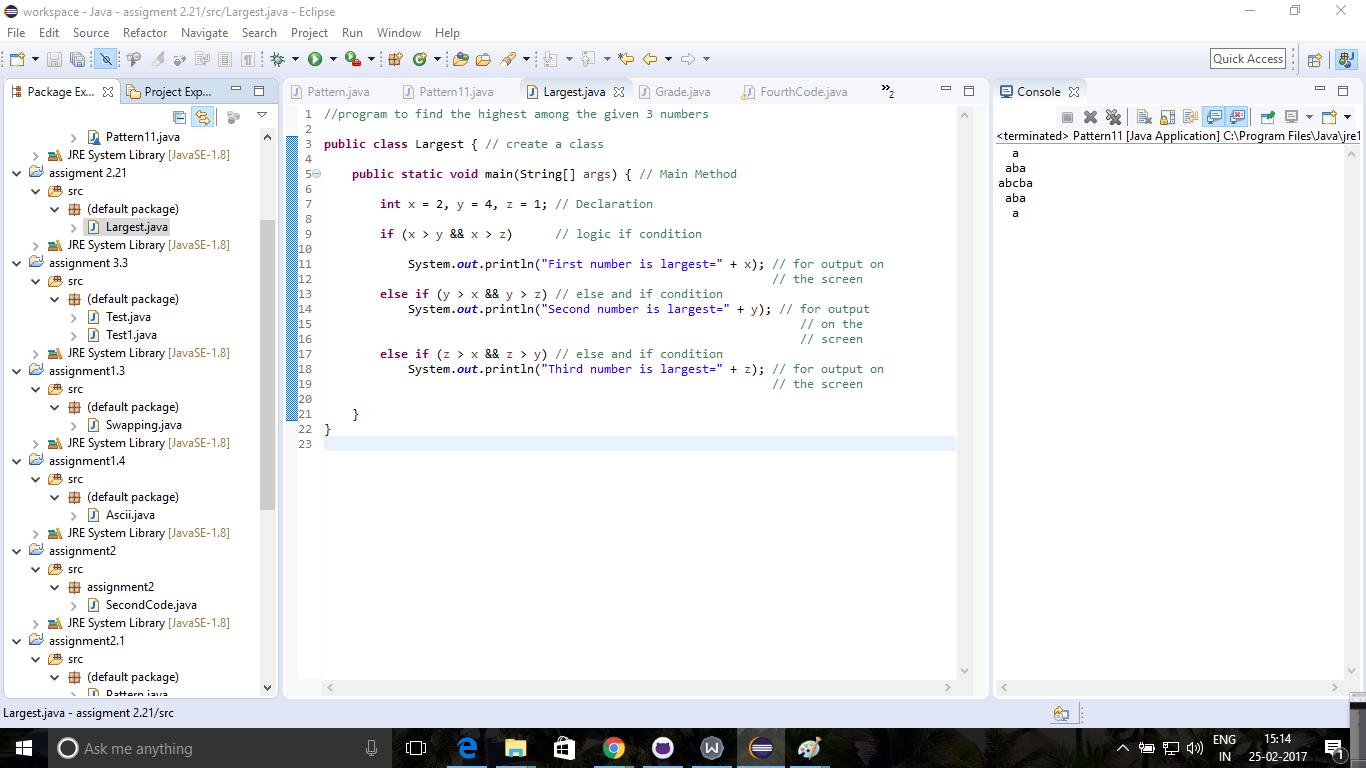 workspace - Java - assigment 2.21/src/Largest.java - Eclipse
File Edit Source Refactor Navigate Search Project Run Window Help
Quick Access
Package Ex... Project Exp...
Pattern11.java
JRE System Library [JavaSE-1.8]
assigment 2.21
src
(default package)
Largest.java
JRE System Library [JavaSE-1.8]
assignment 3.3
src
(default package)
Test.java
Test1.java
JRE System Library [JavaSE-1.8]
assignment1.3
src
(default package)
Swapping.java
JRE System Library [JavaSE-1.8]
assignment1.4
src
(default package)
Ascii.java
JRE System Library [JavaSE-1.8]
assignment2
src
assignment2
SecondCode.java
JRE System Library [JavaSE-1.8]
assignment2.1
src
(default package)
Pattern.java
Pattern.java Pattern11.java Largest.java Grade.java FourthCode.java »2
1 //program to find the highest among the given 3 numbers
2
3 public class Largest { // create a class
4
5 public static void main(String[] args) { // Main Method
6
7 int x = 2, y = 4, z = 1; // Declaration
8
9 if (x > y && x > z) // logic if condition
10
11 System.out.println("First number is largest=" + x); // for output on
12 // the screen
13 else if (y > x && y > z) // else and if condition
14 System.out.println("Second number is largest=" + y); // for output
15 // on the
16 // screen
17 else if (z > x && z > y) // else and if condition
18 System.out.println("Third number is largest=" + z); // for output on
19 // the screen
20
21 }
22 }
23
Console
<terminated> Pattern11 [Java Application] C:\Program Files\Java\jre1
a
aba
abcba
aba
a
Largest.java - assigment 2.21/src
Ask me anything
ENG
IN
15:14
25-02-2017
1